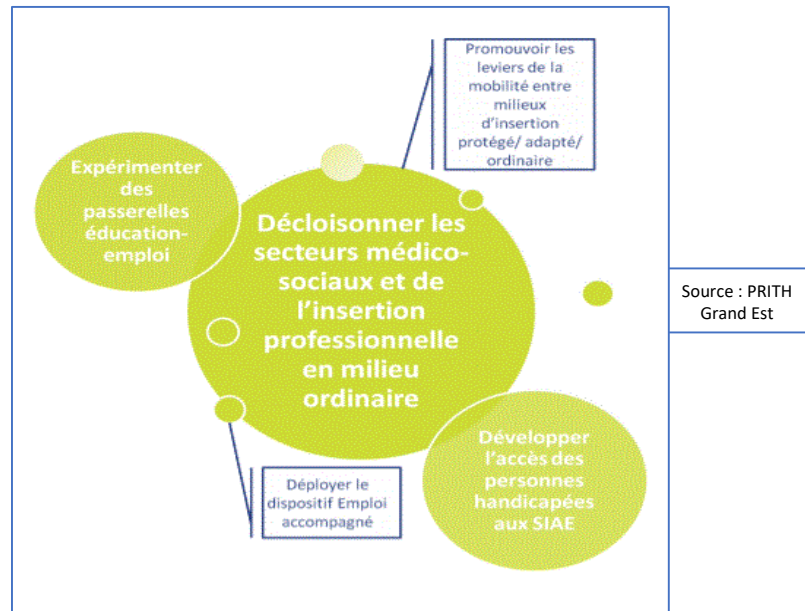 Promouvoir les
leviers de la
mobilité entre
milieux
d'insertion
protégé/ adapté/
ordinaire
Expérimenter
des
passerelles
éducation-
emploi
Décloisonner les
secteurs médico-
sociaux et de
l'insertion
professionnelle
en milieu
ordinaire
Source : PRITH
Grand Est
Développer
l'accès des
personnes
handicapées
aux SIAE
Déployer le
dispositif Emploi
accompagné